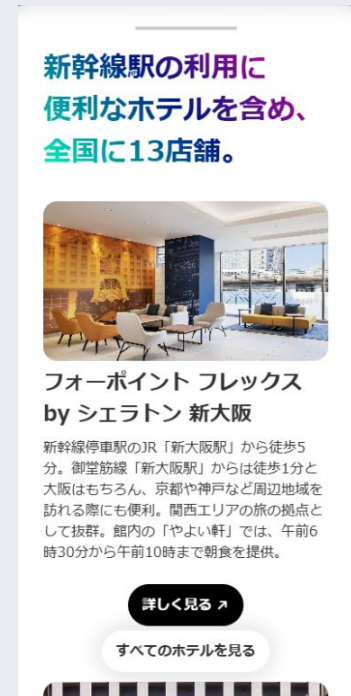 新幹線駅の利用に
便利なホテルを含め、
全国に13店舗。
フォーポイント フレックス
by シェラトン 新大阪
新幹線停車駅のJR「新大阪駅」から徒歩5
分。御堂筋線「新大阪駅」からは徒歩1分と
大阪はもちろん、京都や神戸など周辺地域を
訪れる際にも便利。関西エリアの旅の拠点と
して抜群。館内の「やよい軒」では、午前6
時30分から午前10時まで朝食を提供。
詳しく見る
すべてのホテルを見る